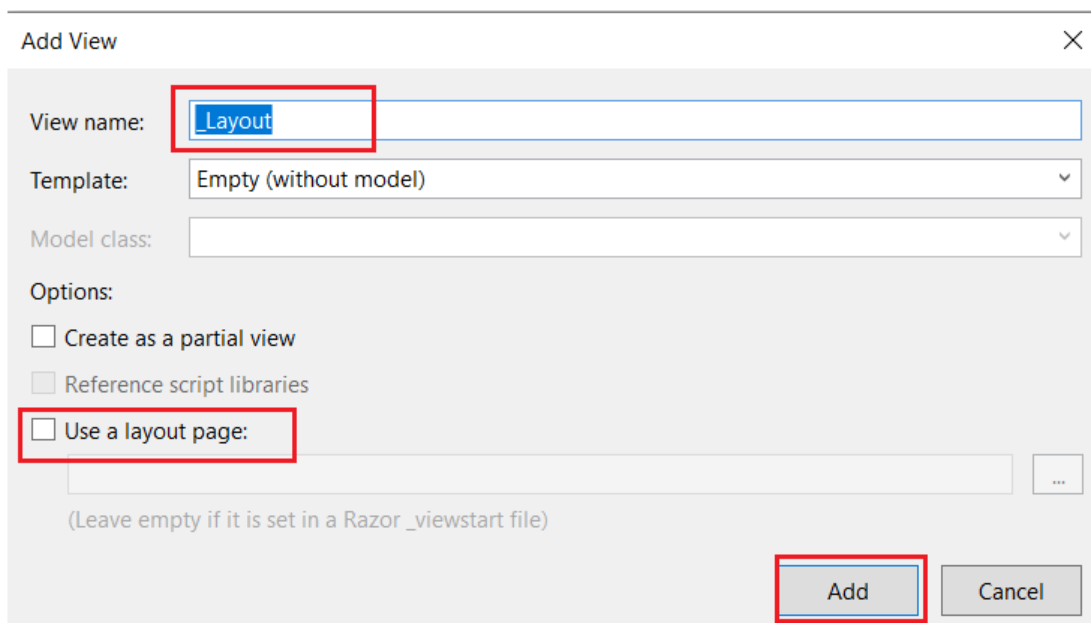 Add View
View name: _Layout
Template: Empty (without model)
Model class:
Options:
Create as a partial view
Reference script libraries
Use a layout page:
...
(Leave empty if it is set in a Razor _viewstart file)
Add Cancel